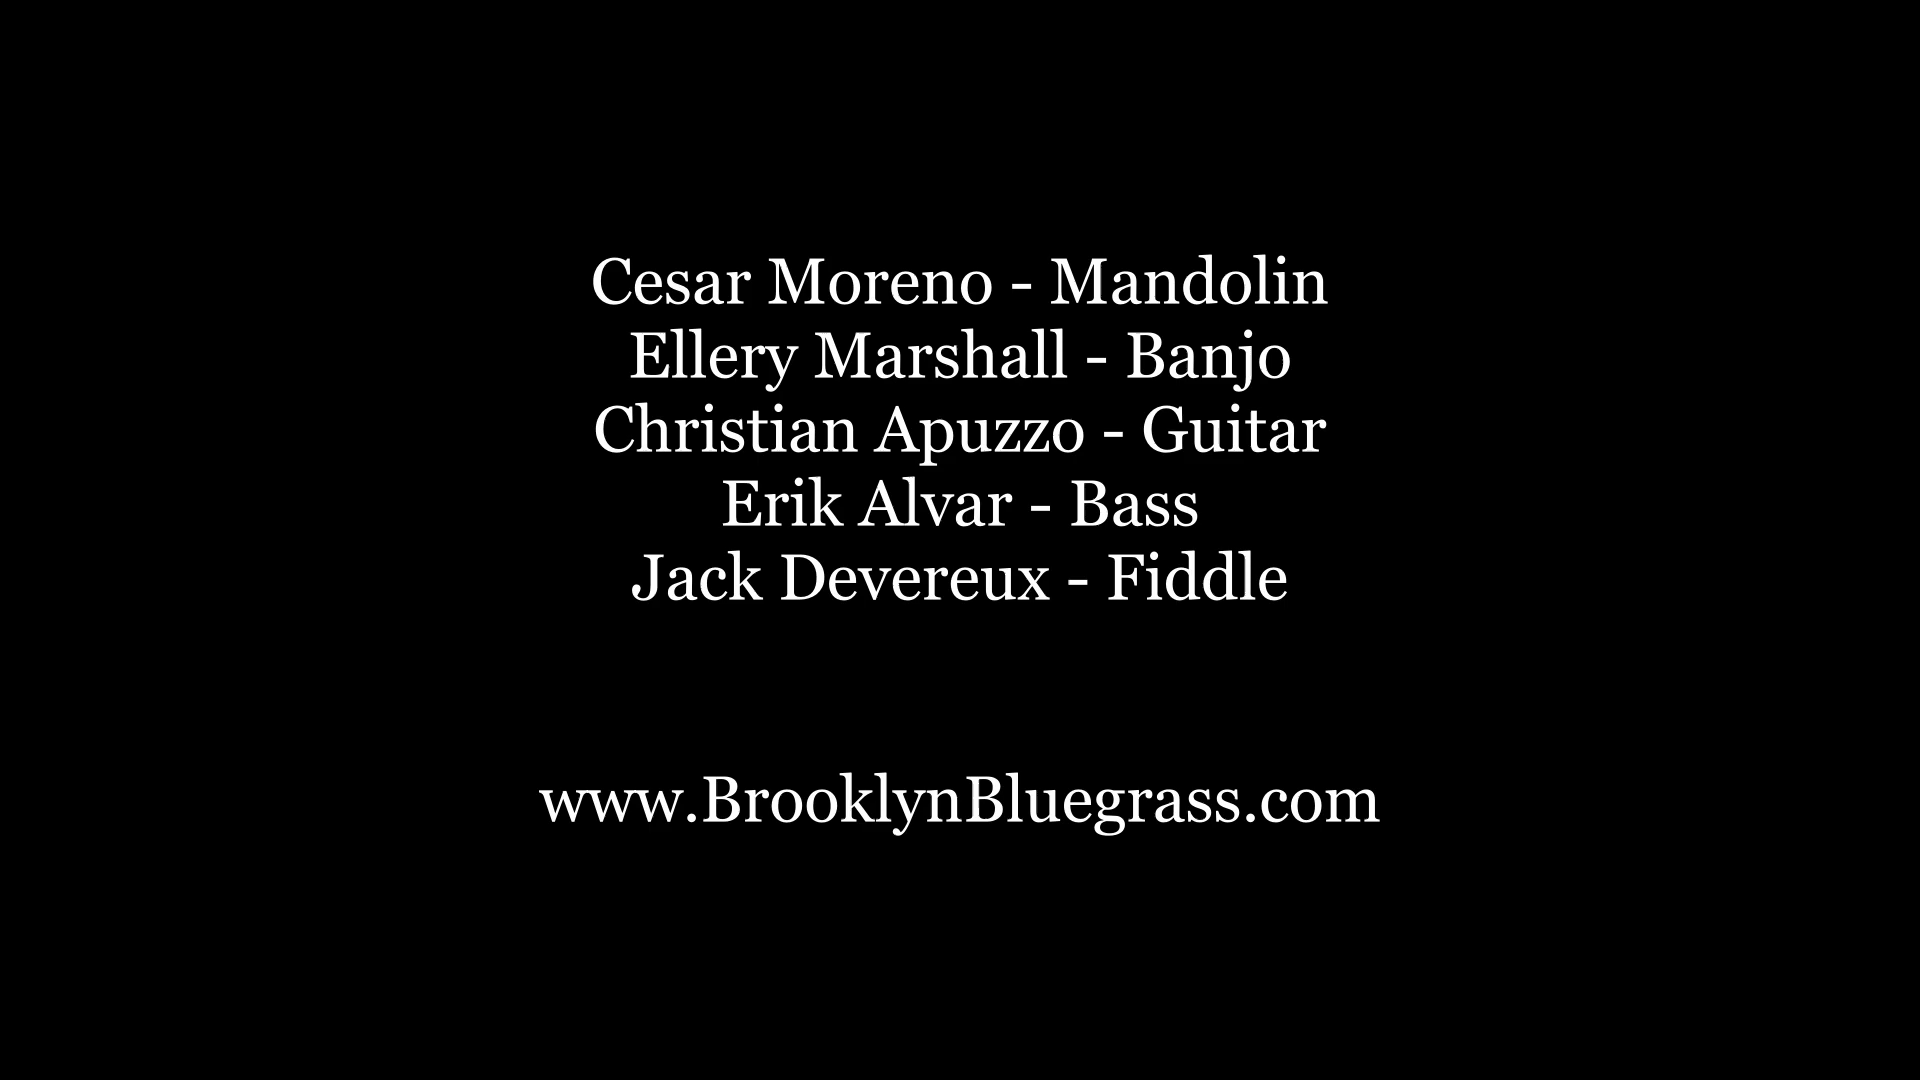 Cesar Moreno - Mandolin
Ellery Marshall - Banjo
Christian Apuzzo - Guitar
Erik Alvar - Bass
Jack Devereux - Fiddle
www.BrooklynBluegrass.com